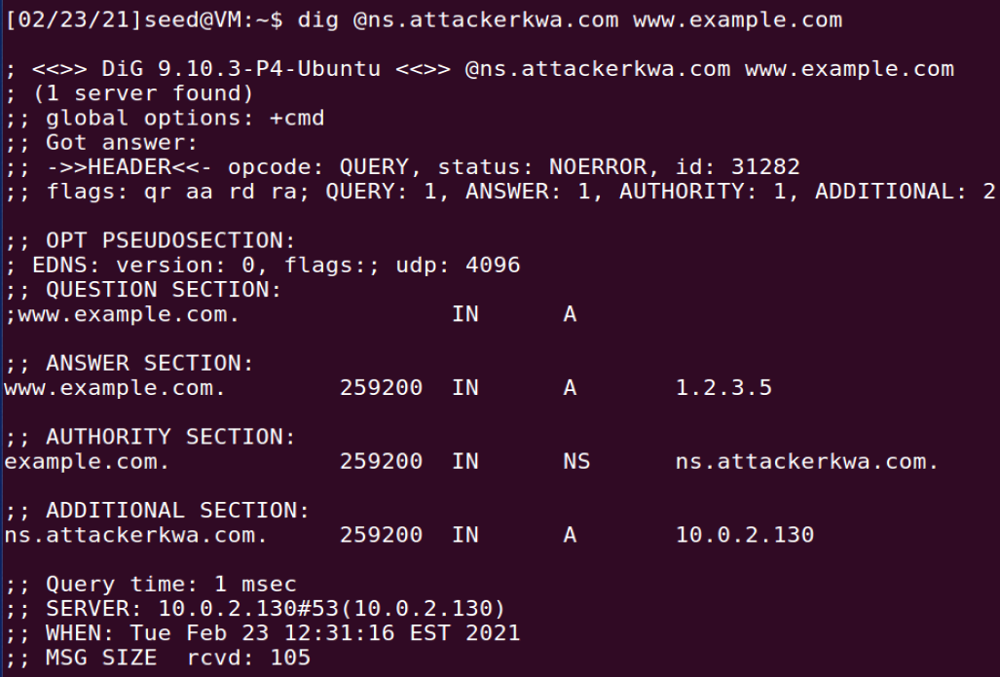 [02/23/21]seed@VM:~$ dig @ns.attackerkwa.com www.example.com
; <<>> DiG 9.10.3-P4-Ubuntu <<>> @ns.attackerkwa.com www.example.com
; (1 server found)
;; global options: +cmd
;; Got answer:
;; ->>HEADER<<- opcode: QUERY, status: NOERROR, id: 31282
;; flags: qr aa rd ra; QUERY: 1, ANSWER: 1, AUTHORITY: 1, ADDITIONAL: 2
;; OPT PSEUDOSECTION:
; EDNS: version: 0, flags:; udp: 4096
;; QUESTION SECTION:
;www.example.com. IN A
;; ANSWER SECTION:
www.example.com. 259200 IN A 1.2.3.5
;; AUTHORITY SECTION:
example.com. 259200 IN NS ns.attackerkwa.com.
;; ADDITIONAL SECTION:
ns.attackerkwa.com. 259200 IN A 10.0.2.130
;; Query time: 1 msec
;; SERVER: 10.0.2.130#53(10.0.2.130)
;; WHEN: Tue Feb 23 12:31:16 EST 2021
;; MSG SIZE rcvd: 105